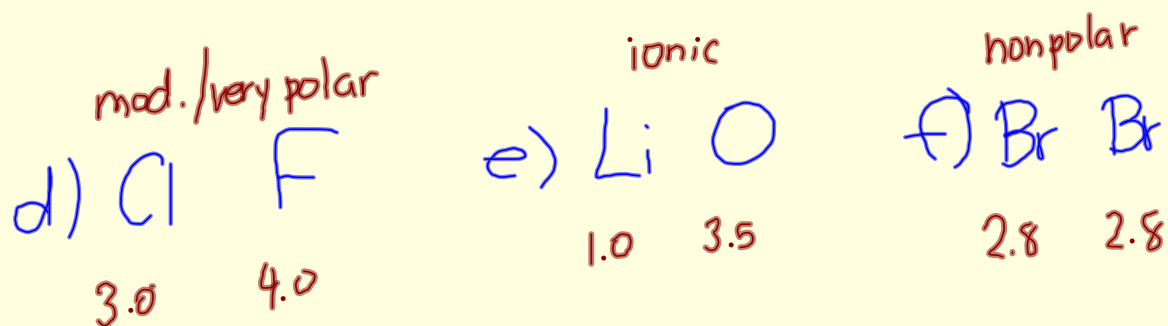 mod./very polar
d) Cl F
3.0 4.0
ionic
e) Li O
1.0 3.5
nonpolar
f) Br Br
2.8 2.8